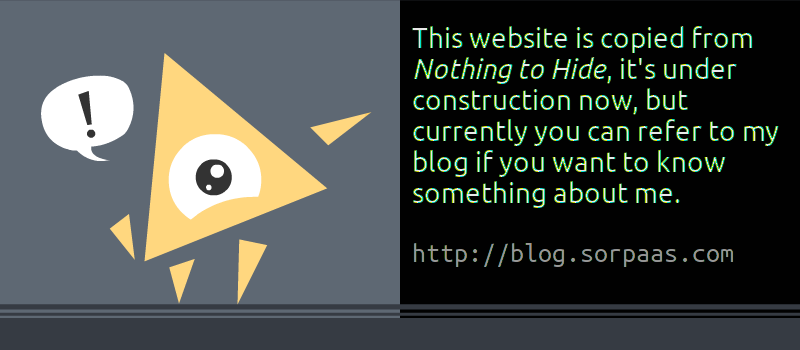 !
This website is copied from
Nothing to Hide, it's under
construction now, but
currently you can refer to my
blog if you want to know
something about me.
http://blog.sorpaas.com